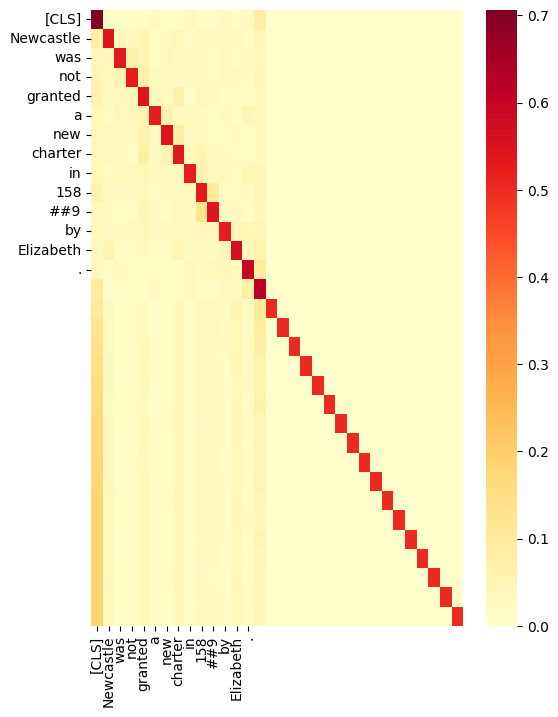 [CLS]
Newcastle
was
not
granted
a
new
charter
in
158
##9
by
Elizabeth
.
0.7
0.6
0.5
0.4
0.3
0.2
0.1
0.0
[CLS]
Newcastle
was
not
granted
a
new
charter
in
158
##9
by
Elizabeth
.